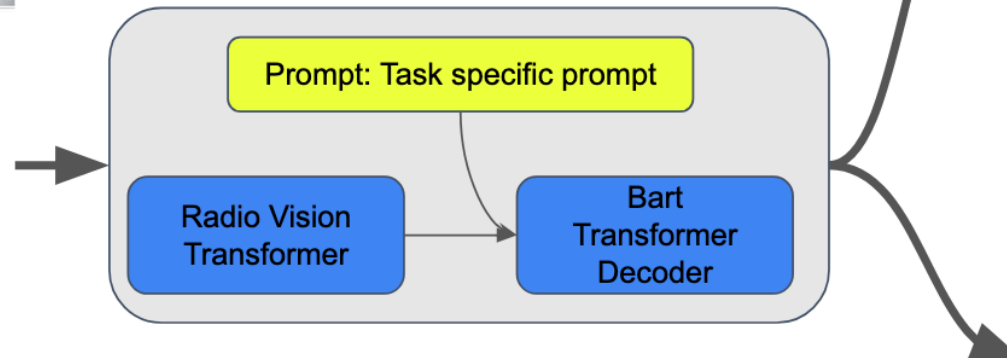 Prompt: Task specific prompt
Radio Vision
Transformer
Bart
Transformer
Decoder